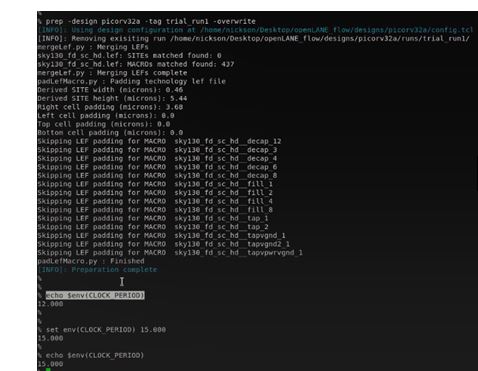 %
% prep -design picorv32a -tag trial_run1 -overwrite
[INFO]: Using design configuration at /home/nickson/Desktop/openLANE_flow/designs/picorv32a/config.tcl
[INFO]: Removing exisiting run /home/nickson/Desktop/openLANE_flow/designs/picorv32a/runs/trial_run1/
mergeLef.py : Merging LEFs
sky130_fd_sc_hd.lef: SITEs matched found: 0
sky130_fd_sc_hd.lef: MACROs matched found: 437
mergeLef.py : Merging LEFs complete
padLefMacro.py : Padding technology lef file
Derived SITE width (microns): 0.46
Derived SITE height (microns): 5.44
Right cell padding (microns): 3.68
Left cell padding (microns): 0.0
Top cell padding (microns): 0.0
Bottom cell padding (microns): 0.0
Skipping LEF padding for MACRO sky130_fd_sc_hd__decap_12
Skipping LEF padding for MACRO sky130_fd_sc_hd__decap_3
Skipping LEF padding for MACRO sky130_fd_sc_hd__decap_4
Skipping LEF padding for MACRO sky130_fd_sc_hd__decap_6
Skipping LEF padding for MACRO sky130_fd_sc_hd__decap_8
Skipping LEF padding for MACRO sky130_fd_sc_hd__fill_1
Skipping LEF padding for MACRO sky130_fd_sc_hd__fill_2
Skipping LEF padding for MACRO sky130_fd_sc_hd__fill_4
Skipping LEF padding for MACRO sky130_fd_sc_hd__fill_8
Skipping LEF padding for MACRO sky130_fd_sc_hd__tap_1
Skipping LEF padding for MACRO sky130_fd_sc_hd__tap_2
Skipping LEF padding for MACRO sky130_fd_sc_hd__tapvgnd_1
Skipping LEF padding for MACRO sky130_fd_sc_hd__tapvgnd2_1
Skipping LEF padding for MACRO sky130_fd_sc_hd__tapvpwrvgnd_1
padLefMacro.py : Finished
[INFO]: Preparation complete
%
%
% echo $env(CLOCK_PERIOD)
12.000
%
%
% set env(CLOCK_PERIOD) 15.000
15.000
%
% echo $env(CLOCK_PERIOD)
15.000